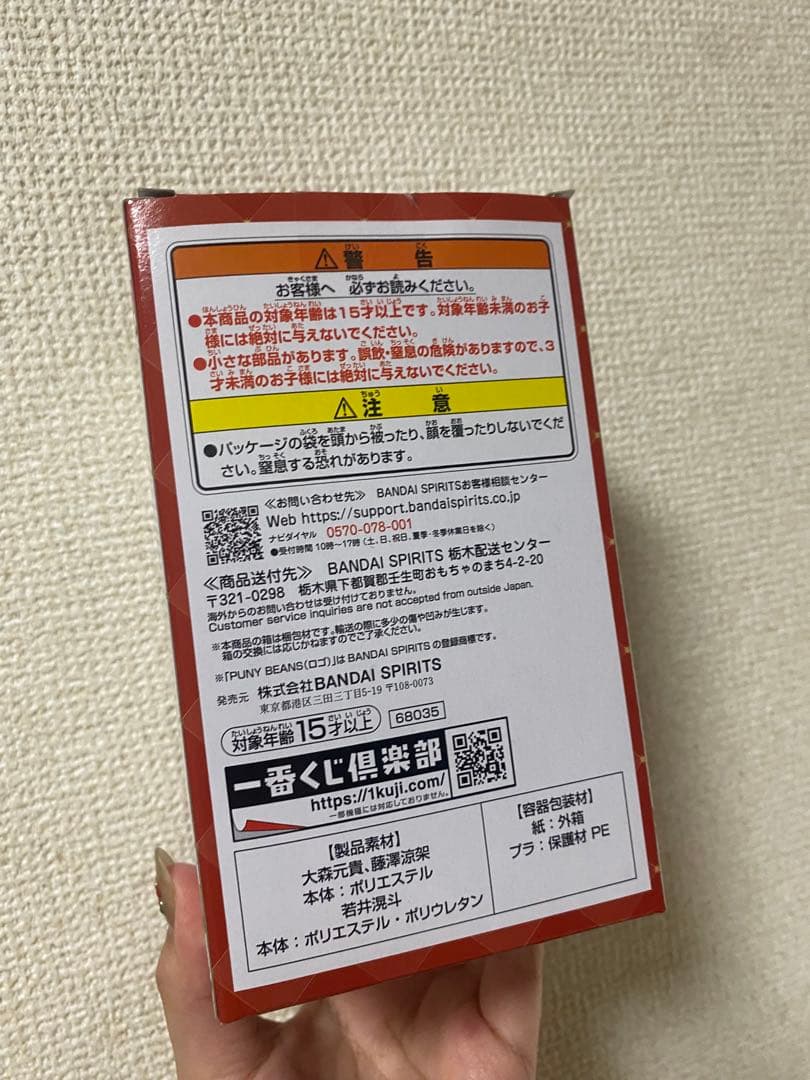 ⚠警告
お客様へ 必ずお読みください。
●本商品の対象年齢は15才以上です。対象年齢未満のお子
様には絶対に与えないでください。
●小さな部品があります。誤飲・窒息の危険がありますので、3
才未満のお子様には絶対に与えないでください。
⚠注意
●パッケージの袋を頭から被ったり、顔を覆ったりしないでくだ
さい。窒息する恐れがあります。
≪お問い合わせ先≫ BANDAI SPIRITSお客様相談センター
Web https://support.bandaispirits.co.jp
ナビダイヤル 0570-078-001
●受付時間 10時～17時（土、日、祝日、夏季・冬季休業日を除く）
≪商品送付先≫ BANDAI SPIRITS 栃木配送センター
〒321-0298 栃木県下都賀郡壬生町おもちゃのまち4-2-20
海外からのお問い合わせは受け付けておりません。
Customer service inquiries are not accepted from outside Japan.
※本商品の箱は梱包材です。輸送の際に多少の傷や凹みが生じます。
箱の交換には応じかねますのでご了承ください。
※「PUNY BEANS（ロゴ）」は BANDAI SPIRITS の登録商標です。
発売元 株式会社BANDAI SPIRITS
東京都港区三田三丁目5-19 〒108-0073
対象年齢15才以上 68035
一番くじ倶楽部
https://1kuji.com/
一部機種には対応しておりません。
【製品素材】
大森元貴、藤澤涼架
本体：ポリエステル
若井滉斗
本体：ポリエステル・ポリウレタン
【容器包装材】
紙：外箱
プラ：保護材 PE